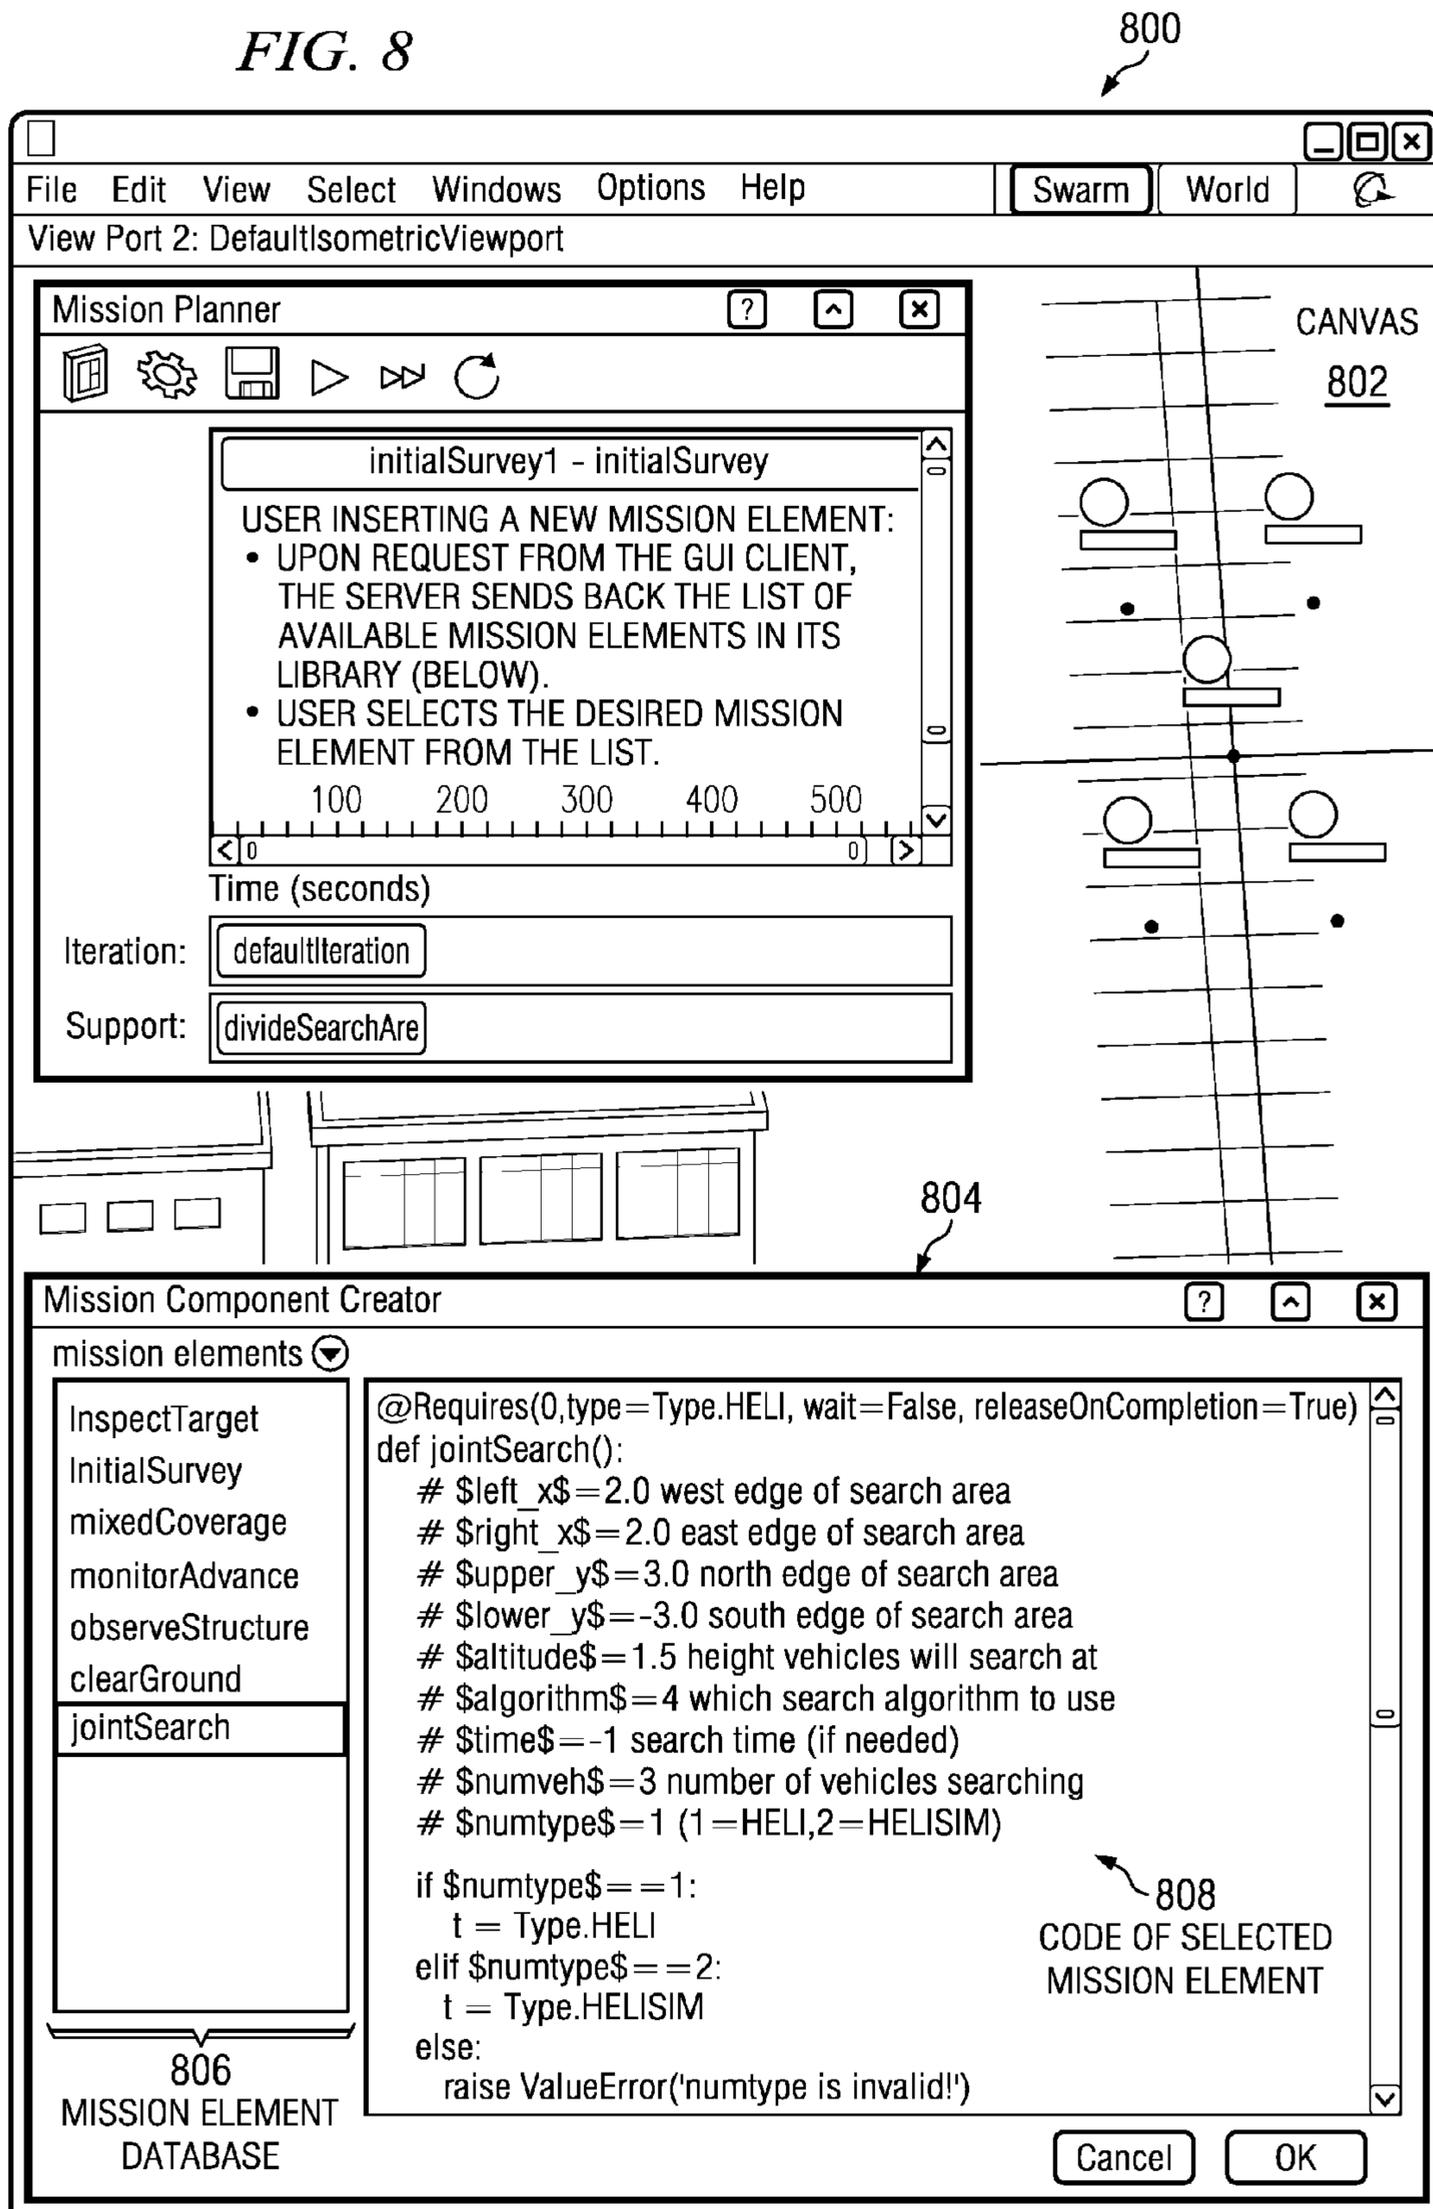 FIG. 8
800
File Edit View Select Windows Options Help Swarm World
View Port 2: DefaultIsometricViewport
Mission Planner ?
CANVAS
802
initialSurvey1 - initialSurvey
USER INSERTING A NEW MISSION ELEMENT:
• UPON REQUEST FROM THE GUI CLIENT,
THE SERVER SENDS BACK THE LIST OF
AVAILABLE MISSION ELEMENTS IN ITS
LIBRARY (BELOW).
• USER SELECTS THE DESIRED MISSION
ELEMENT FROM THE LIST.
100 200 300 400 500
Time (seconds)
Iteration: defaultIteration
Support: divideSearchAre
804
Mission Component Creator ?
mission elements
InspectTarget
InitialSurvey
mixedCoverage
monitorAdvance
observeStructure
clearGround
jointSearch
@Requires(0,type=Type.HELI, wait=False, releaseOnCompletion=True)
def jointSearch():
# $left_x$=2.0 west edge of search area
# $right_x$=2.0 east edge of search area
# $upper_y$=3.0 north edge of search area
# $lower_y$=-3.0 south edge of search area
# $altitude$=1.5 height vehicles will search at
# $algorithm$=4 which search algorithm to use
# $time$=-1 search time (if needed)
# $numveh$=3 number of vehicles searching
# $numtype$=1 (1=HELI,2=HELISIM)
if $numtype$==1:
t = Type.HELI
elif $numtype$==2:
t = Type.HELISIM
else:
raise ValueError('numtype is invalid!')
808
CODE OF SELECTED
MISSION ELEMENT
806
MISSION ELEMENT
DATABASE
Cancel OK